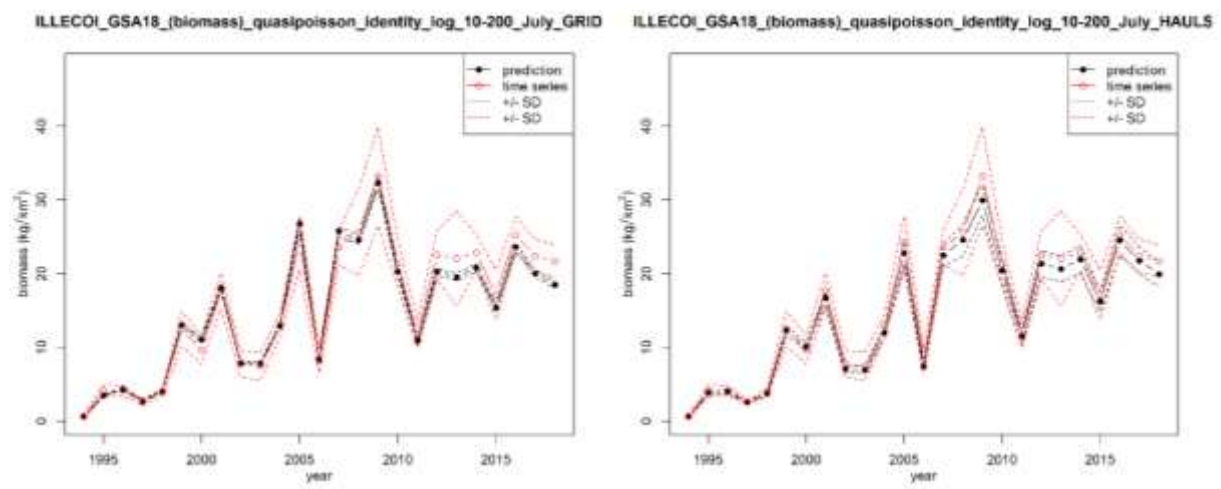 ILLECOI_GSA18_(biomass)_quasipoisson_identity_log_10-200_July_GRID
prediction
time series
+/- SD
+/- SD
biomass (kg/km²)
0
10
20
30
40
1995
2000
2005
2010
2015
year
ILLECOI_GSA18_(biomass)_quasipoisson_identity_log_10-200_July_HAULS
prediction
time series
+/- SD
+/- SD
biomass (kg/km²)
0
10
20
30
40
1995
2000
2005
2010
2015
year